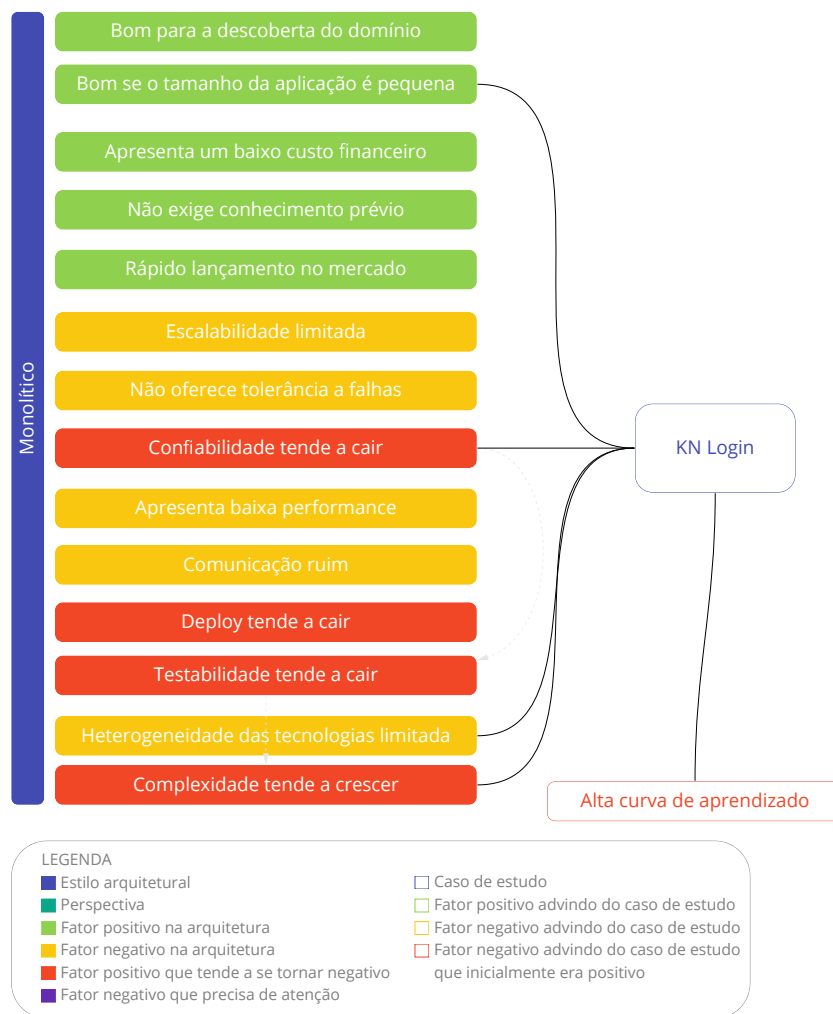 Monolítico
Bom para a descoberta do domínio
Bom se o tamanho da aplicação é pequena
Apresenta um baixo custo financeiro
Não exige conhecimento prévio
Rápido lançamento no mercado
Escalabilidade limitada
Não oferece tolerância a falhas
Confiabilidade tende a cair
Apresenta baixa performance
Comunicação ruim
Deploy tende a cair
Testabilidade tende a cair
Heterogeneidade das tecnologias limitada
Complexidade tende a crescer
KN Login
Alta curva de aprendizado
LEGENDA
Estilo arquitetural
Perspectiva
Fator positivo na arquitetura
Fator negativo na arquitetura
Fator positivo que tende a se tornar negativo
Fator negativo que precisa de atenção
Caso de estudo
Fator positivo advindo do caso de estudo
Fator negativo advindo do caso de estudo
Fator negativo advindo do caso de estudo
que inicialmente era positivo